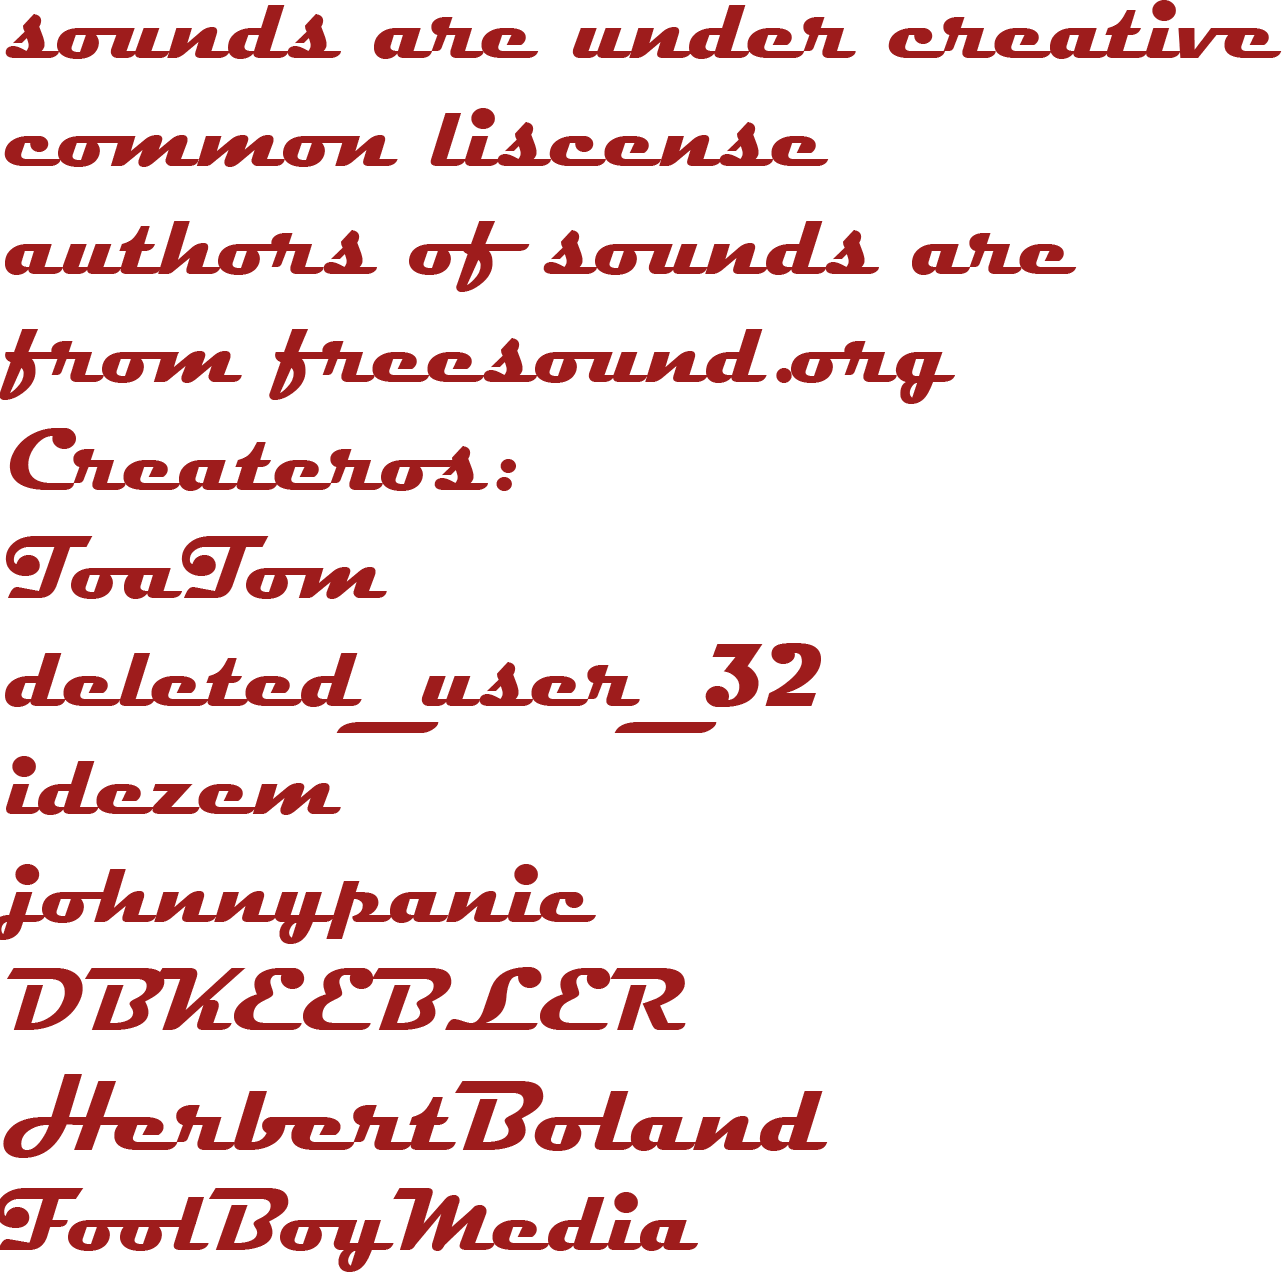 sounds are under creative
common liscense
authors of sounds are
from freesound.org
Createros:
ToaTom
deleted_user_32
idezem
johnnypanic
DBKEEBLER
HerbertBoland
FoolBoyMedia